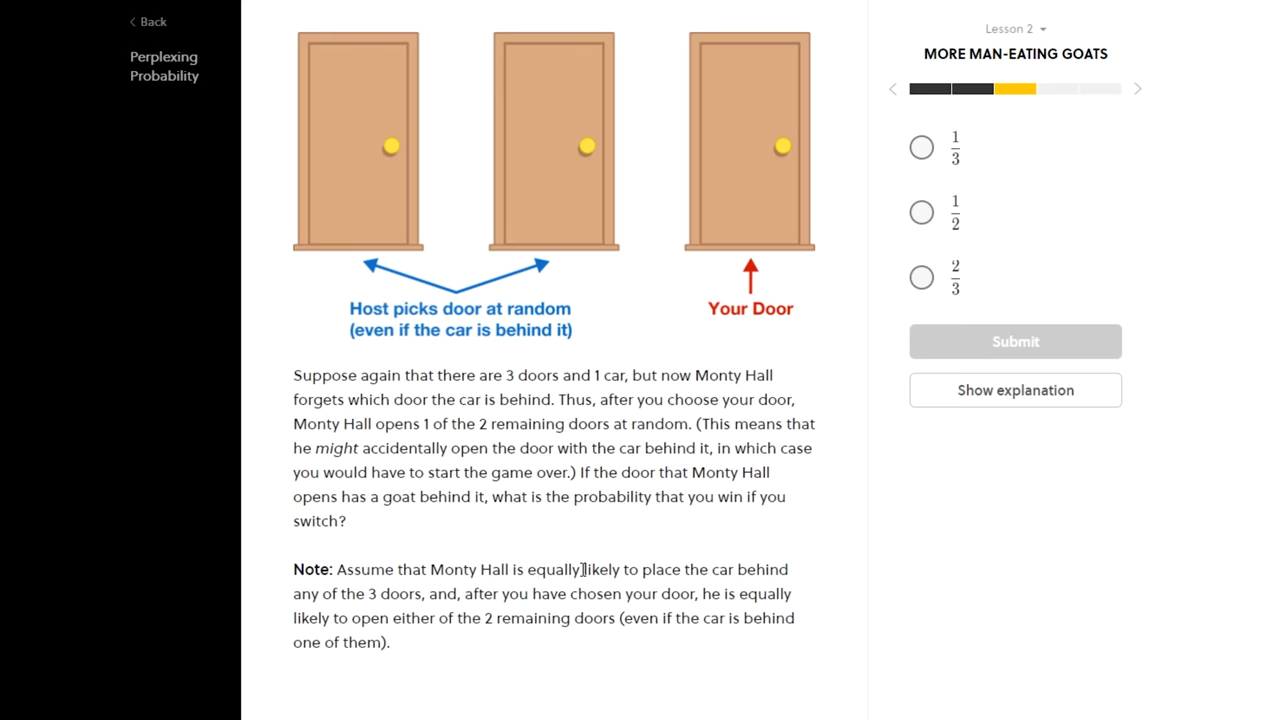 Back
Perplexing
Probability
Host picks door at random
(even if the car is behind it)
Your Door
Suppose again that there are 3 doors and 1 car, but now Monty Hall
forgets which door the car is behind. Thus, after you choose your door,
Monty Hall opens 1 of the 2 remaining doors at random. (This means that
he might accidentally open the door with the car behind it, in which case
you would have to start the game over.) If the door that Monty Hall
opens has a goat behind it, what is the probability that you win if you
switch?
Note: Assume that Monty Hall is equally likely to place the car behind
any of the 3 doors, and, after you have chosen your door, he is equally
likely to open either of the 2 remaining doors (even if the car is behind
one of them).
Lesson 2
MORE MAN-EATING GOATS
1/3
1/2
2/3
Submit
Show explanation